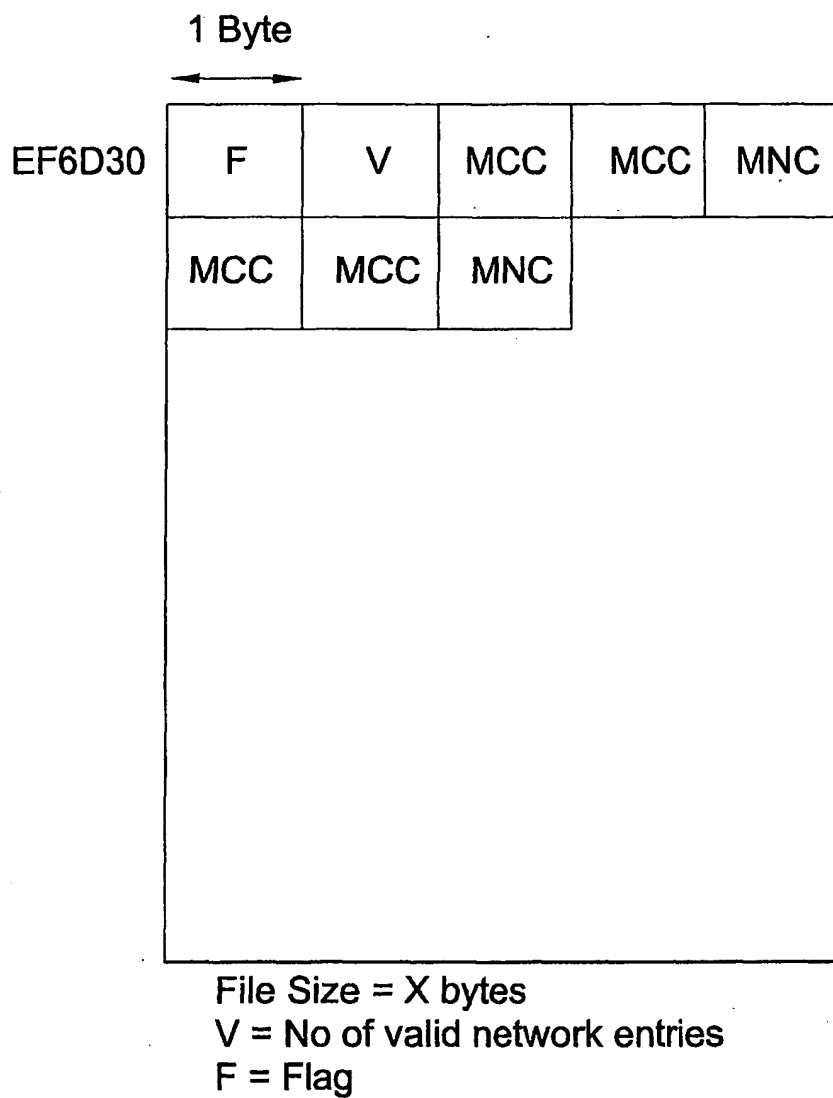 1 Byte
EF6D30 F V MCC MCC MNC
MCC MCC MNC
File Size = X bytes
V = No of valid network entries
F = Flag